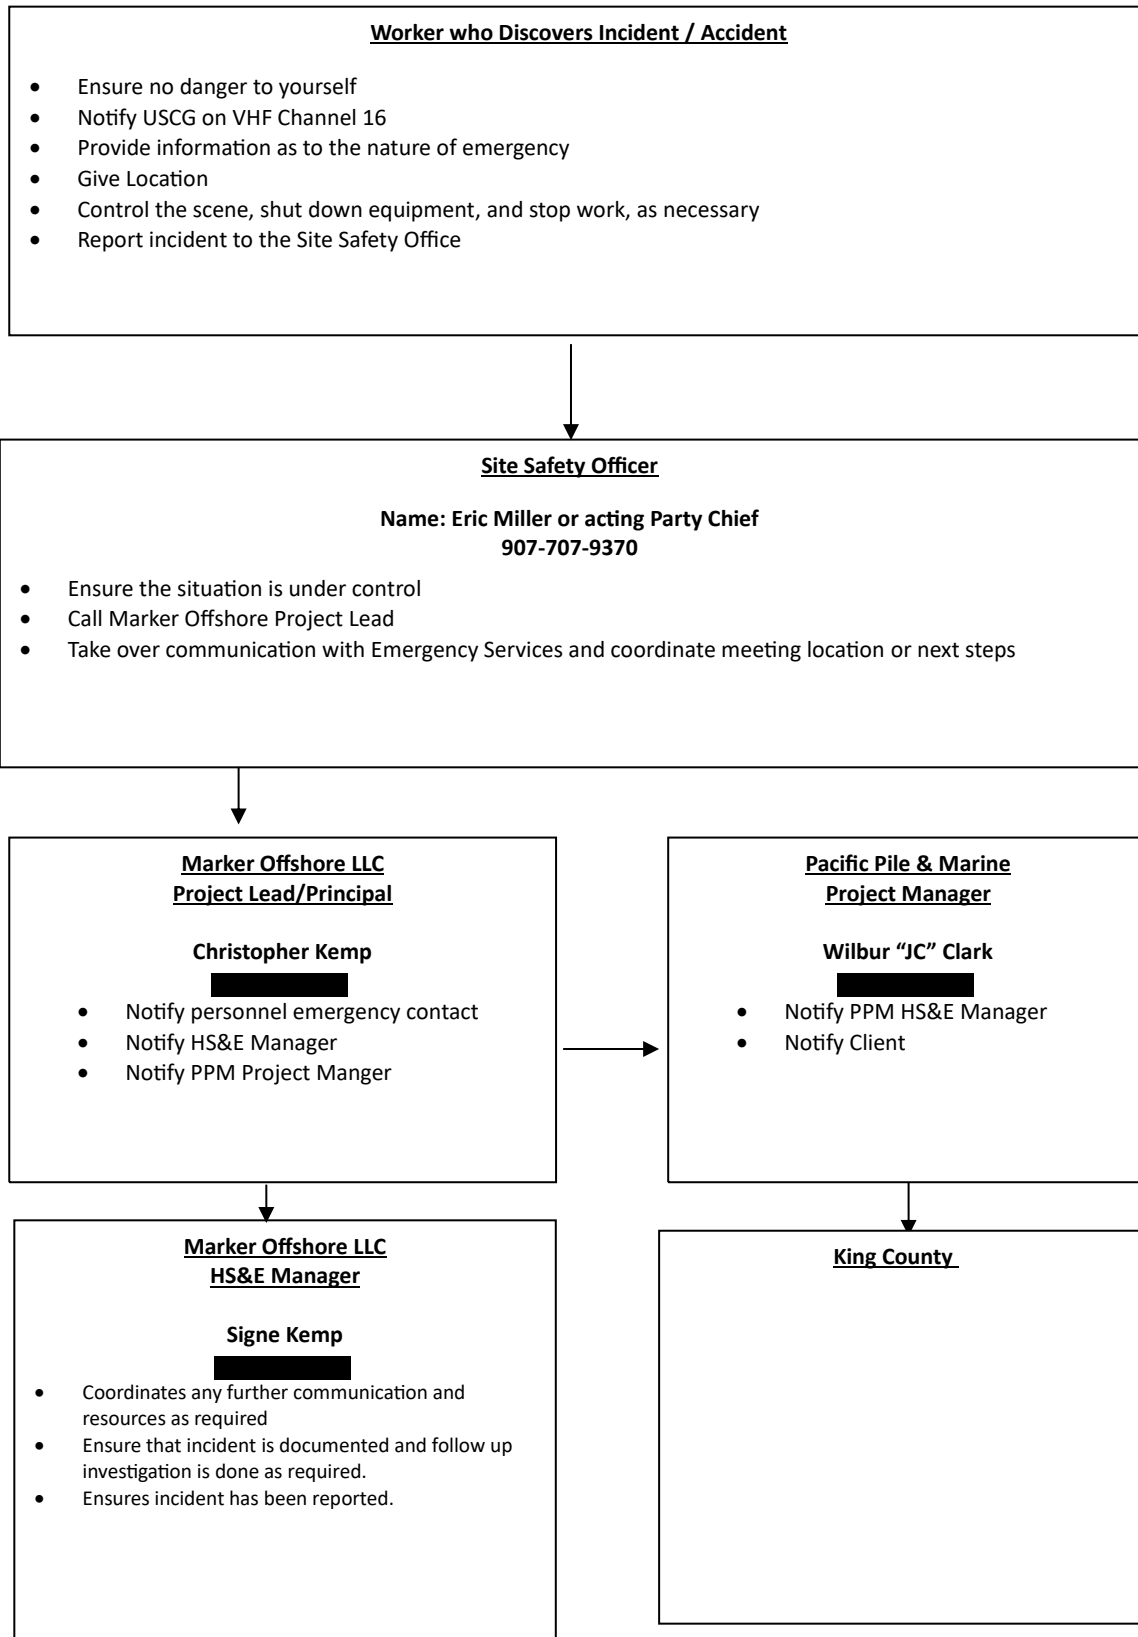 Worker who Discovers Incident / Accident
• Ensure no danger to yourself
• Notify USCG on VHF Channel 16
• Provide information as to the nature of emergency
• Give Location
• Control the scene, shut down equipment, and stop work, as necessary
• Report incident to the Site Safety Office
Site Safety Officer
Name: Eric Miller or acting Party Chief
907-707-9370
• Ensure the situation is under control
• Call Marker Offshore Project Lead
• Take over communication with Emergency Services and coordinate meeting location or next steps
Marker Offshore LLC
Project Lead/Principal
Christopher Kemp
• Notify personnel emergency contact
• Notify HS&E Manager
• Notify PPM Project Manger
Pacific Pile & Marine
Project Manager
Wilbur “JC” Clark
• Notify PPM HS&E Manager
• Notify Client
Marker Offshore LLC
HS&E Manager
Signe Kemp
• Coordinates any further communication and
resources as required
• Ensure that incident is documented and follow up
investigation is done as required.
• Ensures incident has been reported.
King County